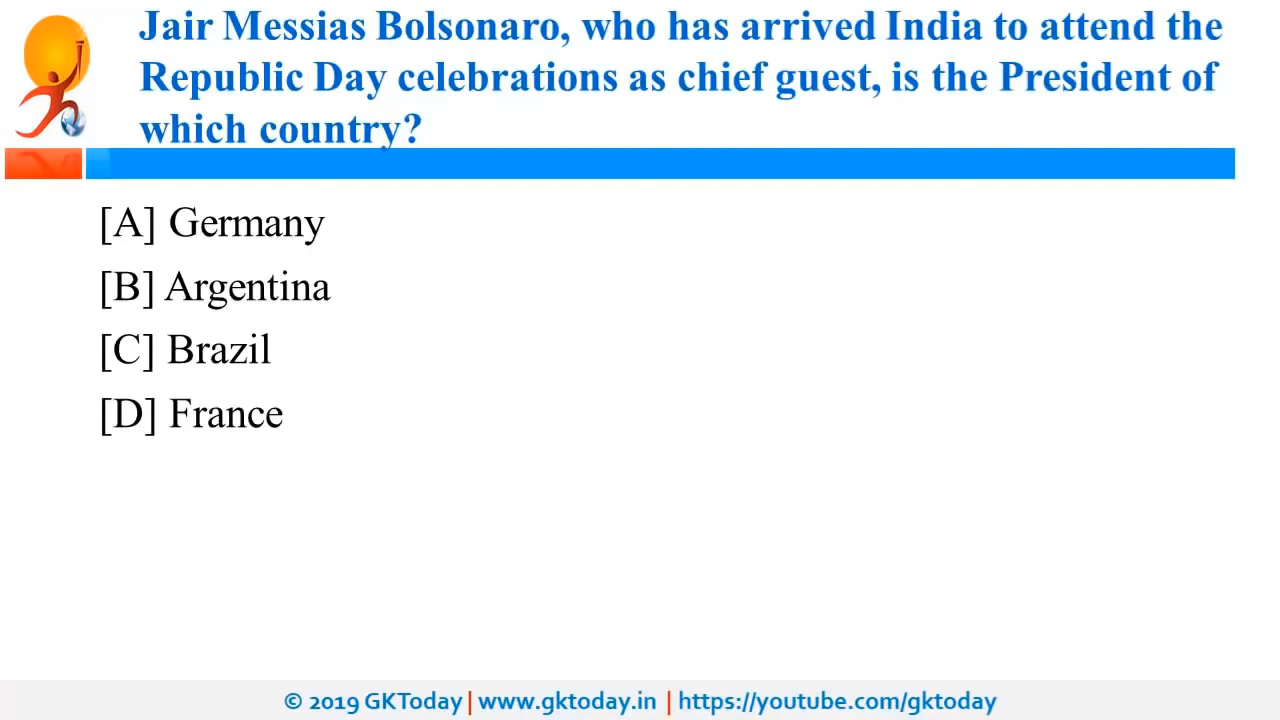 Jair Messias Bolsonaro, who has arrived India to attend the
Republic Day celebrations as chief guest, is the President of
which country?
[A] Germany
[B] Argentina
[C] Brazil
[D] France
© 2019 GKToday | www.gktoday.in | https://youtube.com/gktoday